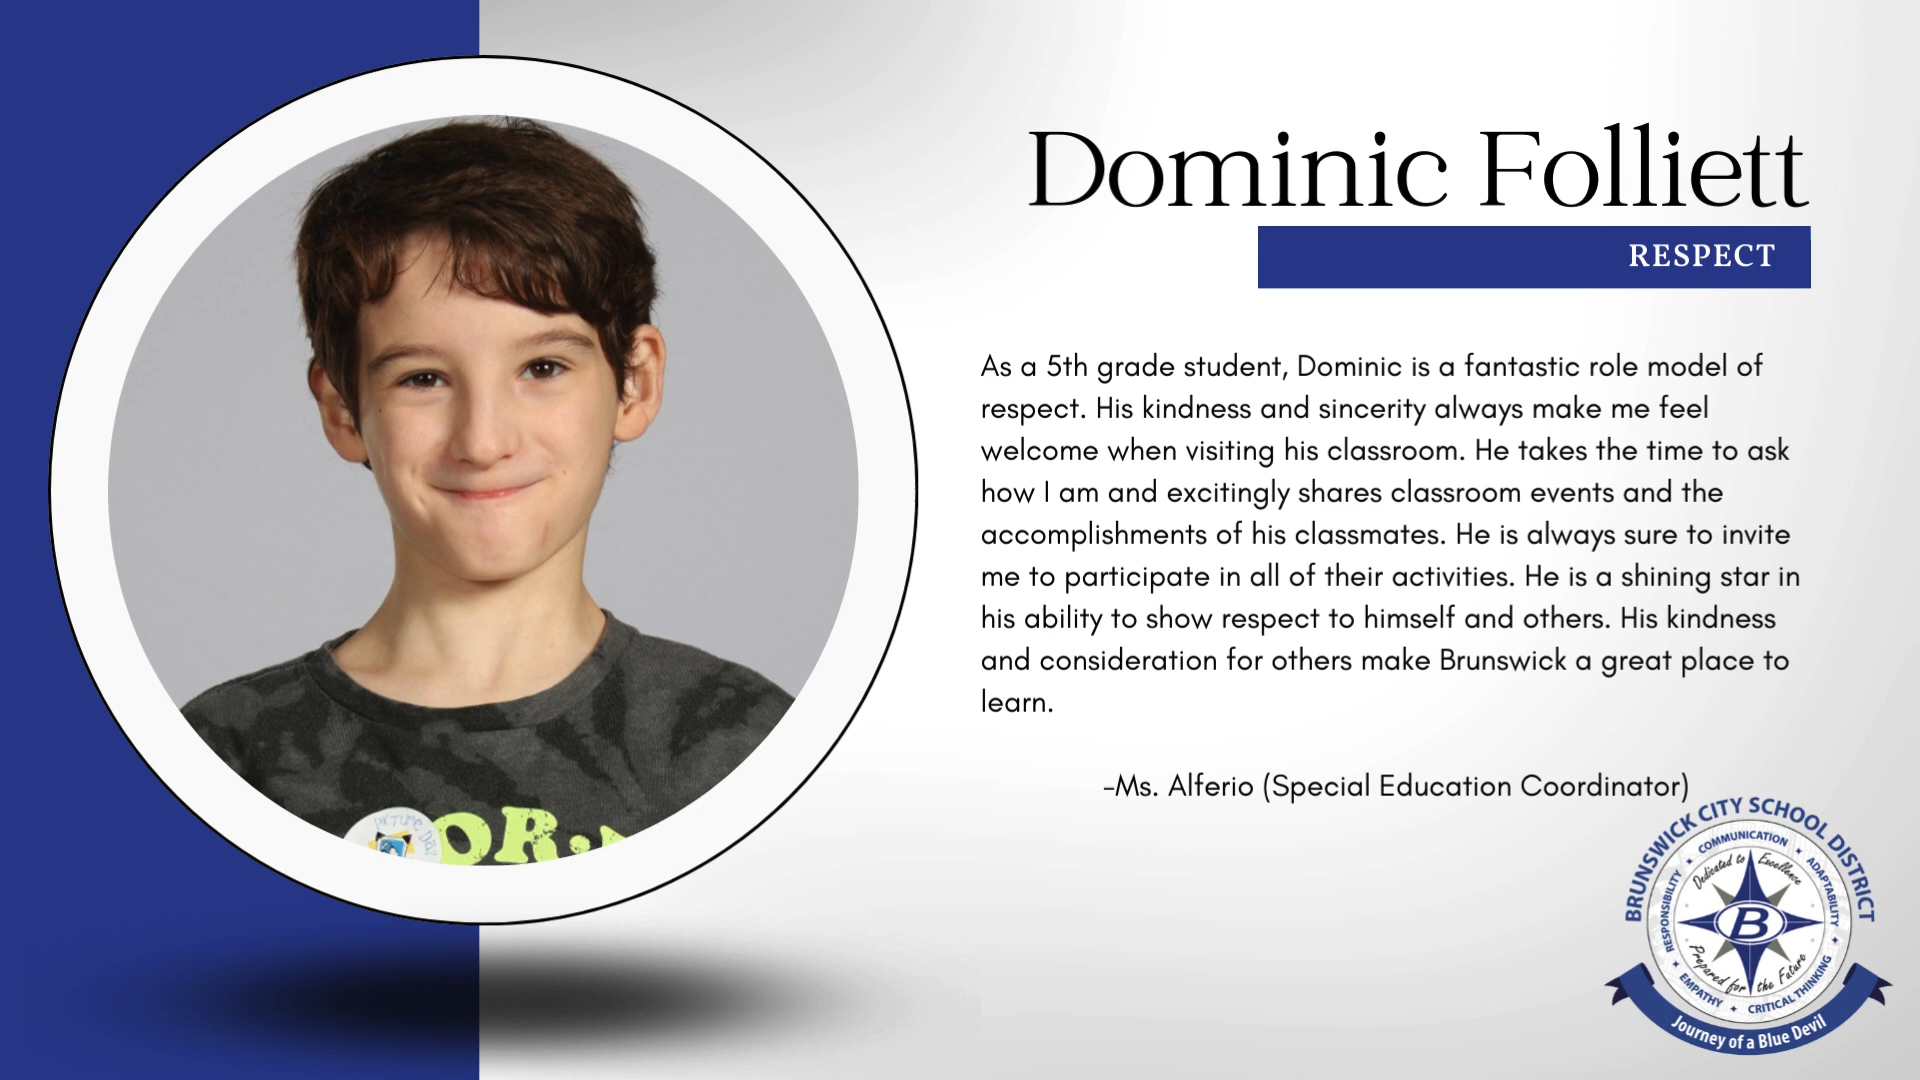 Dominic Folliett
RESPECT
As a 5th grade student, Dominic is a fantastic role model of
respect. His kindness and sincerity always make me feel
welcome when visiting his classroom. He takes the time to ask
how I am and excitingly shares classroom events and the
accomplishments of his classmates. He is always sure to invite
me to participate in all of their activities. He is a shining star in
his ability to show respect to himself and others. His kindness
and consideration for others make Brunswick a great place to
learn.
-Ms. Alferio (Special Education Coordinator)
PICTURE DAY
OR.
BRUNSWICK CITY SCHOOL DISTRICT
COMMUNICATION
ADAPTABILITY
CRITICAL THINKING
EMPATHY
RESPONSIBILITY
Dedicated to Excellence
B
Prepared for the Future
Journey of a Blue Devil